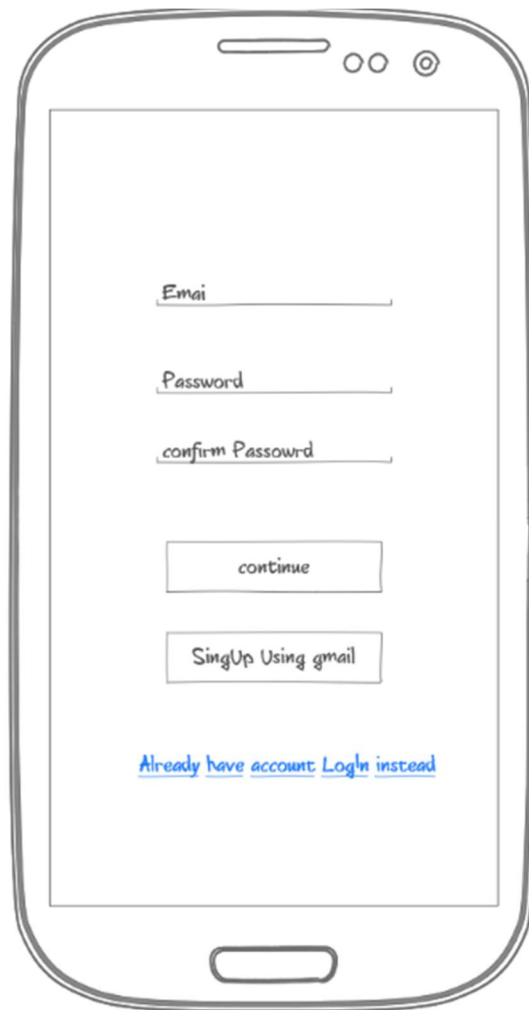 Emai
Password
confirm Passowrd
continue
SingUp Using gmail
Already have account LogIn instead